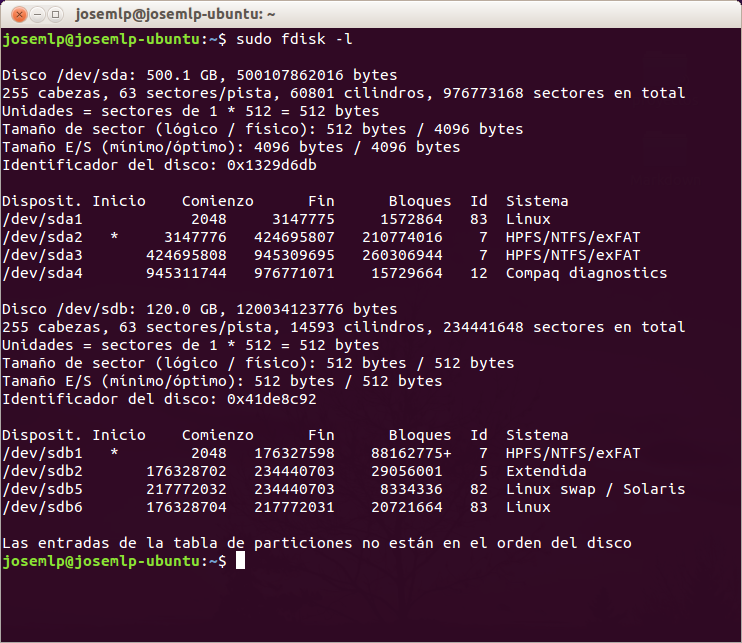 josemlp@josemlp-ubuntu: ~
josemlp@josemlp-ubuntu:~$ sudo fdisk -l
Disco /dev/sda: 500.1 GB, 500107862016 bytes
255 cabezas, 63 sectores/pista, 60801 cilindros, 976773168 sectores en total
Unidades = sectores de 1 * 512 = 512 bytes
Tamaño de sector (lógico / físico): 512 bytes / 4096 bytes
Tamaño E/S (mínimo/óptimo): 4096 bytes / 4096 bytes
Identificador del disco: 0x1329d6db
Disposit. Inicio    Comienzo      Fin      Bloques  Id  Sistema
/dev/sda1            2048     3147775     1572864   83  Linux
/dev/sda2   *     3147776   424695807   210774016    7  HPFS/NTFS/exFAT
/dev/sda3       424695808   945309695   260306944    7  HPFS/NTFS/exFAT
/dev/sda4       945311744   976771071    15729664   12  Compaq diagnostics
Disco /dev/sdb: 120.0 GB, 120034123776 bytes
255 cabezas, 63 sectores/pista, 14593 cilindros, 234441648 sectores en total
Unidades = sectores de 1 * 512 = 512 bytes
Tamaño de sector (lógico / físico): 512 bytes / 512 bytes
Tamaño E/S (mínimo/óptimo): 512 bytes / 512 bytes
Identificador del disco: 0x41de8c92
Disposit. Inicio    Comienzo      Fin      Bloques  Id  Sistema
/dev/sdb1   *        2048   176327598    88162775+   7  HPFS/NTFS/exFAT
/dev/sdb2       176328702   234440703    29056001    5  Extendida
/dev/sdb5       217772032   234440703     8334336   82  Linux swap / Solaris
/dev/sdb6       176328704   217772031    20721664   83  Linux
Las entradas de la tabla de particiones no están en el orden del disco
josemlp@josemlp-ubuntu:~$